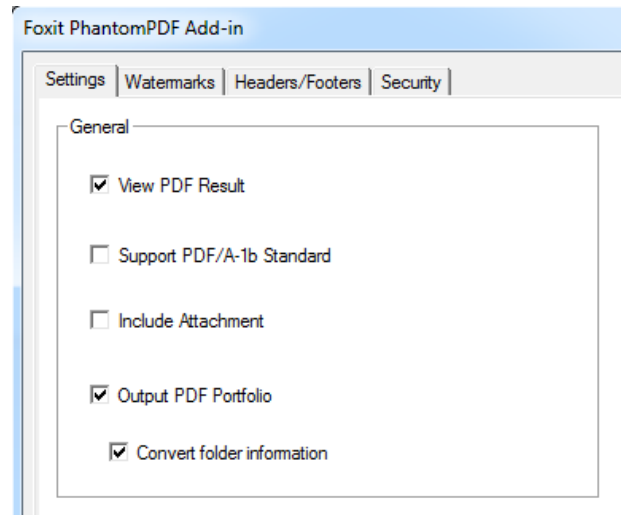 Foxit PhantomPDF Add-in
Settings Watermarks Headers/Footers Security
General
View PDF Result
Support PDF/A-1b Standard
Include Attachment
Output PDF Portfolio
Convert folder information